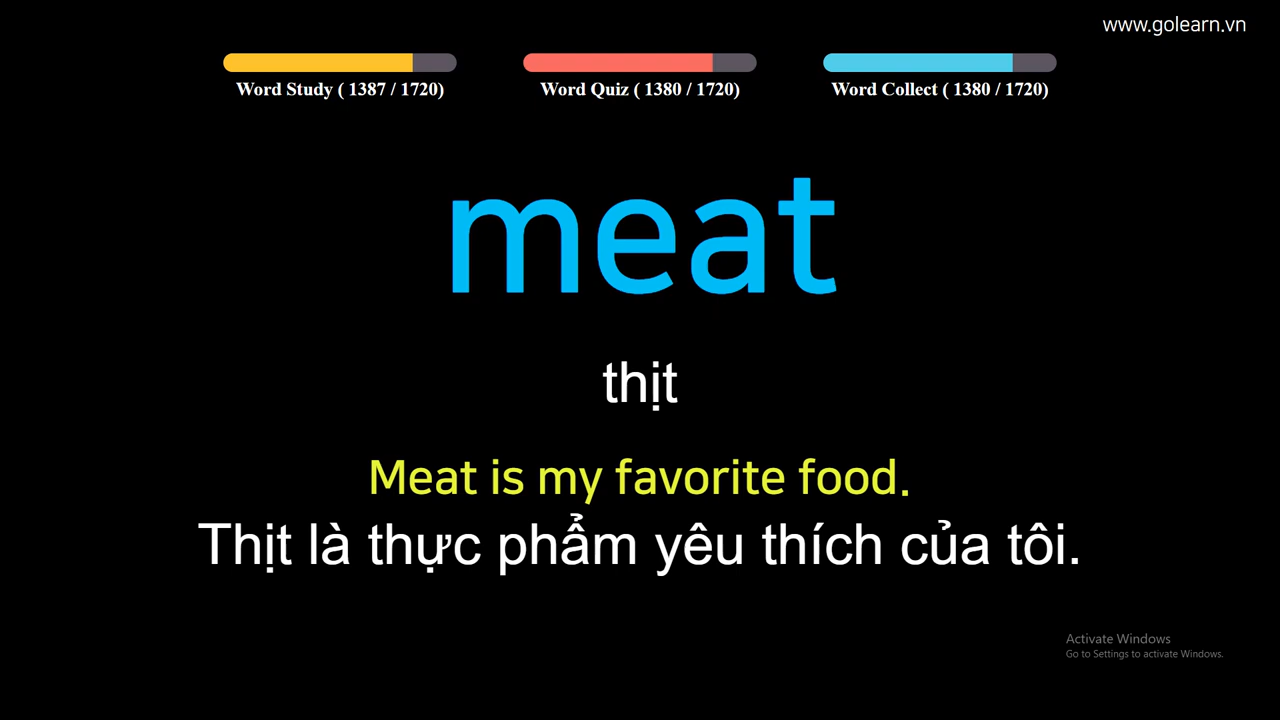 www.golearn.vn
Word Study ( 1387 / 1720)
Word Quiz ( 1380 / 1720)
Word Collect ( 1380 / 1720)
meat
thịt
Meat is my favorite food.
Thịt là thực phẩm yêu thích của tôi.
Activate Windows
Go to Settings to activate Windows.